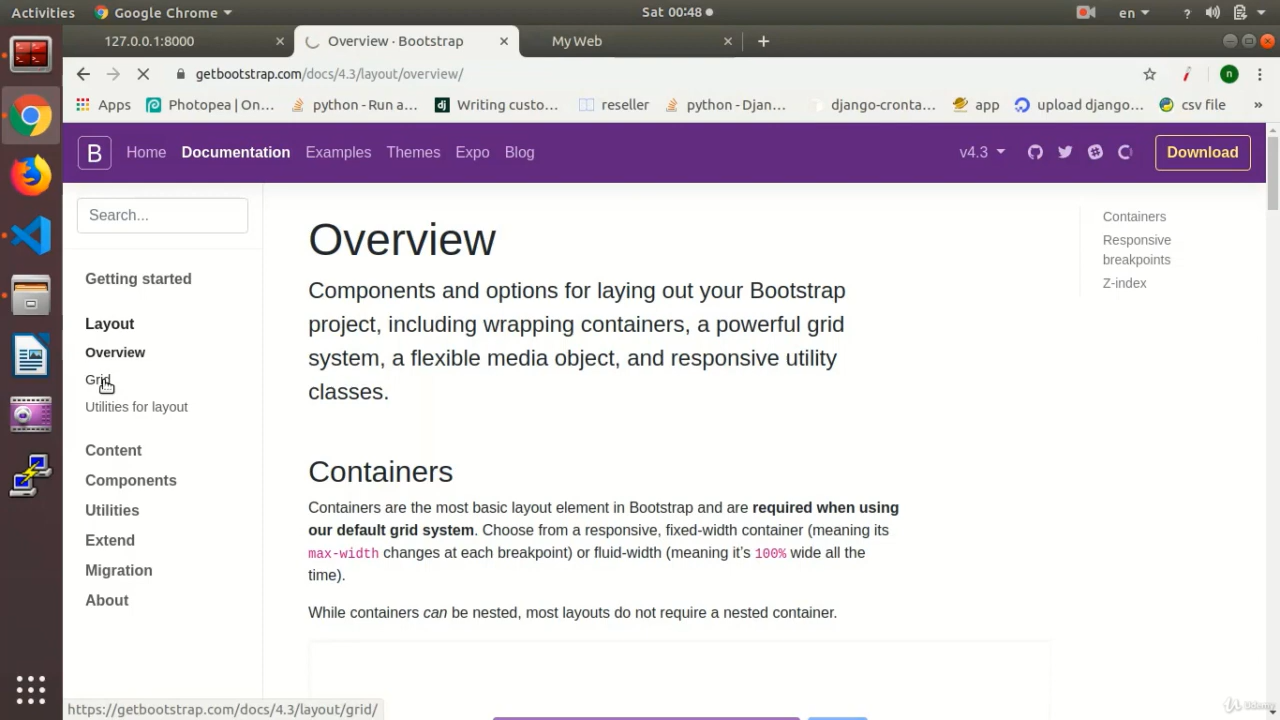 Activities Google Chrome Sat 00:48 en ?
127.0.0.1:8000 Overview · Bootstrap My Web
getbootstrap.com/docs/4.3/layout/overview/ n
Apps Photopea | On... python - Run a... dj Writing custo... reseller python - Djan... django-cronta... app upload django... csv file »
B Home Documentation Examples Themes Expo Blog v4.3 Download
Search...
Getting started
Layout
Overview
Grid
Utilities for layout
Content
Components
Utilities
Extend
Migration
About
Overview
Components and options for laying out your Bootstrap
project, including wrapping containers, a powerful grid
system, a flexible media object, and responsive utility
classes.
Containers
Containers are the most basic layout element in Bootstrap and are required when using
our default grid system. Choose from a responsive, fixed-width container (meaning its
max-width changes at each breakpoint) or fluid-width (meaning it’s 100% wide all the
time).
While containers can be nested, most layouts do not require a nested container.
Containers
Responsive
breakpoints
Z-index
https://getbootstrap.com/docs/4.3/layout/grid/
Udemy